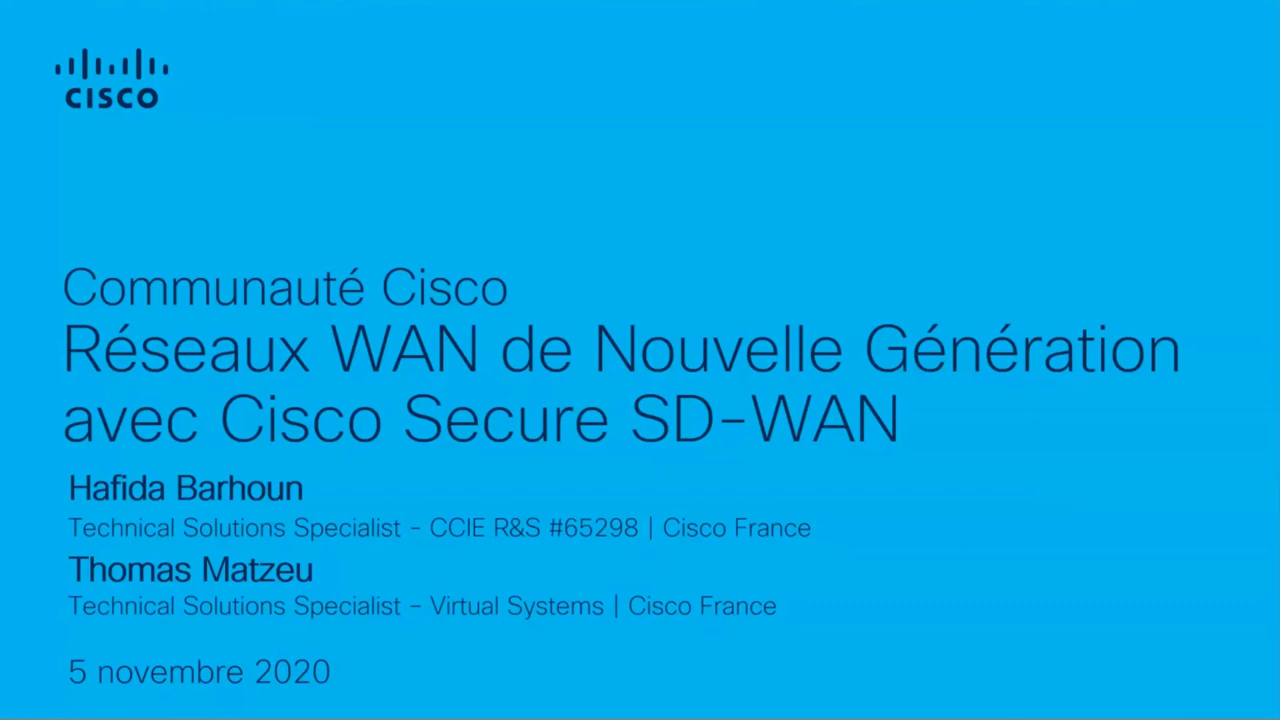 CISCO
Communauté Cisco
Réseaux WAN de Nouvelle Génération
avec Cisco Secure SD-WAN
Hafida Barhoun
Technical Solutions Specialist - CCIE R&S #65298 | Cisco France
Thomas Matzeu
Technical Solutions Specialist – Virtual Systems | Cisco France
5 novembre 2020